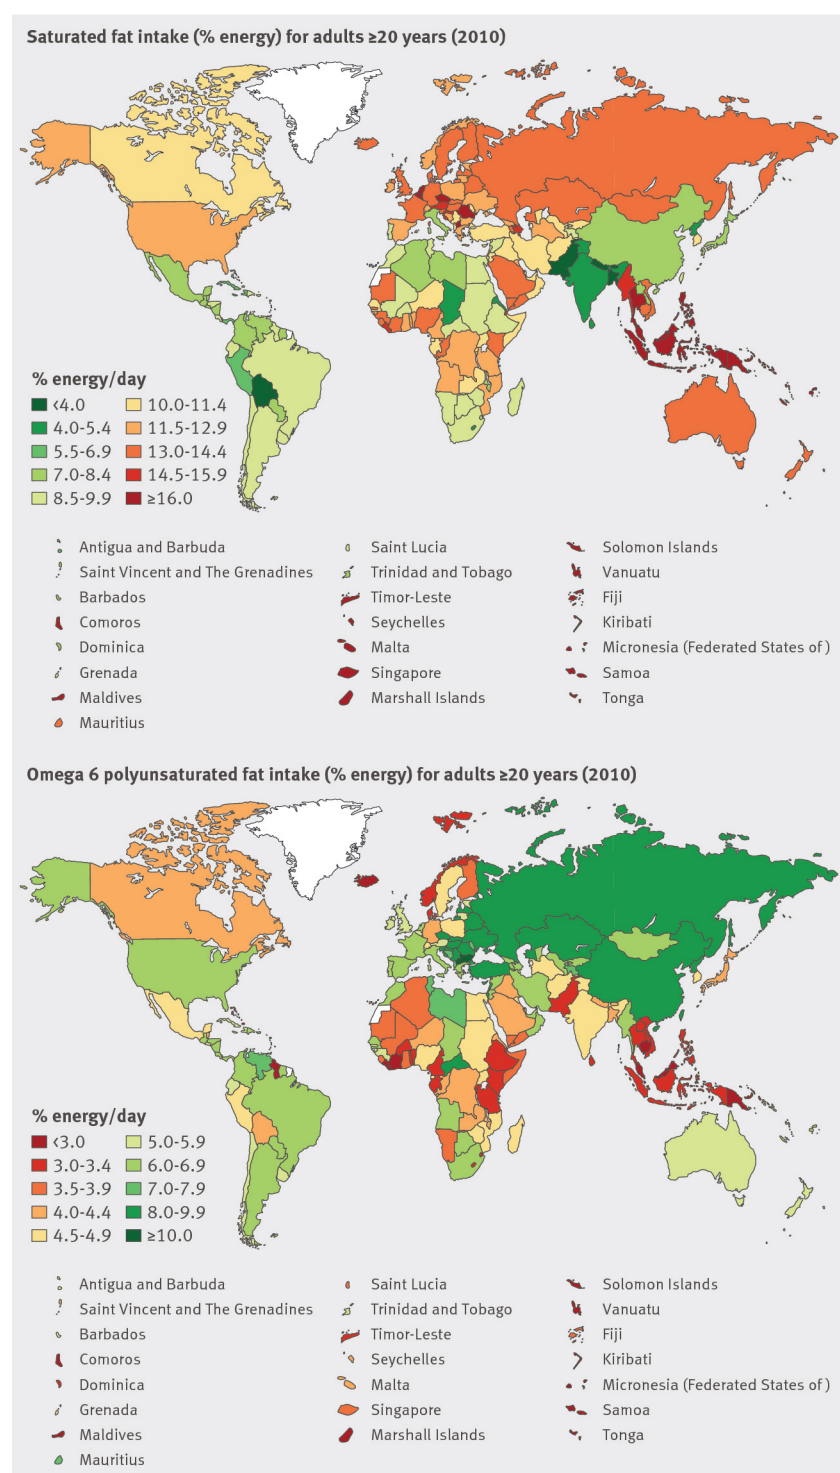 Saturated fat intake (% energy) for adults ≥20 years (2010)
% energy/day
<4.0
10.0-11.4
4.0-5.4
11.5-12.9
5.5-6.9
13.0-14.4
7.0-8.4
14.5-15.9
8.5-9.9
≥16.0
Antigua and Barbuda
Saint Lucia
Solomon Islands
Saint Vincent and The Grenadines
Trinidad and Tobago
Vanuatu
Barbados
Timor-Leste
Fiji
Comoros
Seychelles
Kiribati
Dominica
Malta
Micronesia (Federated States of )
Grenada
Singapore
Samoa
Maldives
Marshall Islands
Tonga
Mauritius
Omega 6 polyunsaturated fat intake (% energy) for adults ≥20 years (2010)
% energy/day
<3.0
5.0-5.9
3.0-3.4
6.0-6.9
3.5-3.9
7.0-7.9
4.0-4.4
8.0-9.9
4.5-4.9
≥10.0
Antigua and Barbuda
Saint Lucia
Solomon Islands
Saint Vincent and The Grenadines
Trinidad and Tobago
Vanuatu
Barbados
Timor-Leste
Fiji
Comoros
Seychelles
Kiribati
Dominica
Malta
Micronesia (Federated States of )
Grenada
Singapore
Samoa
Maldives
Marshall Islands
Tonga
Mauritius